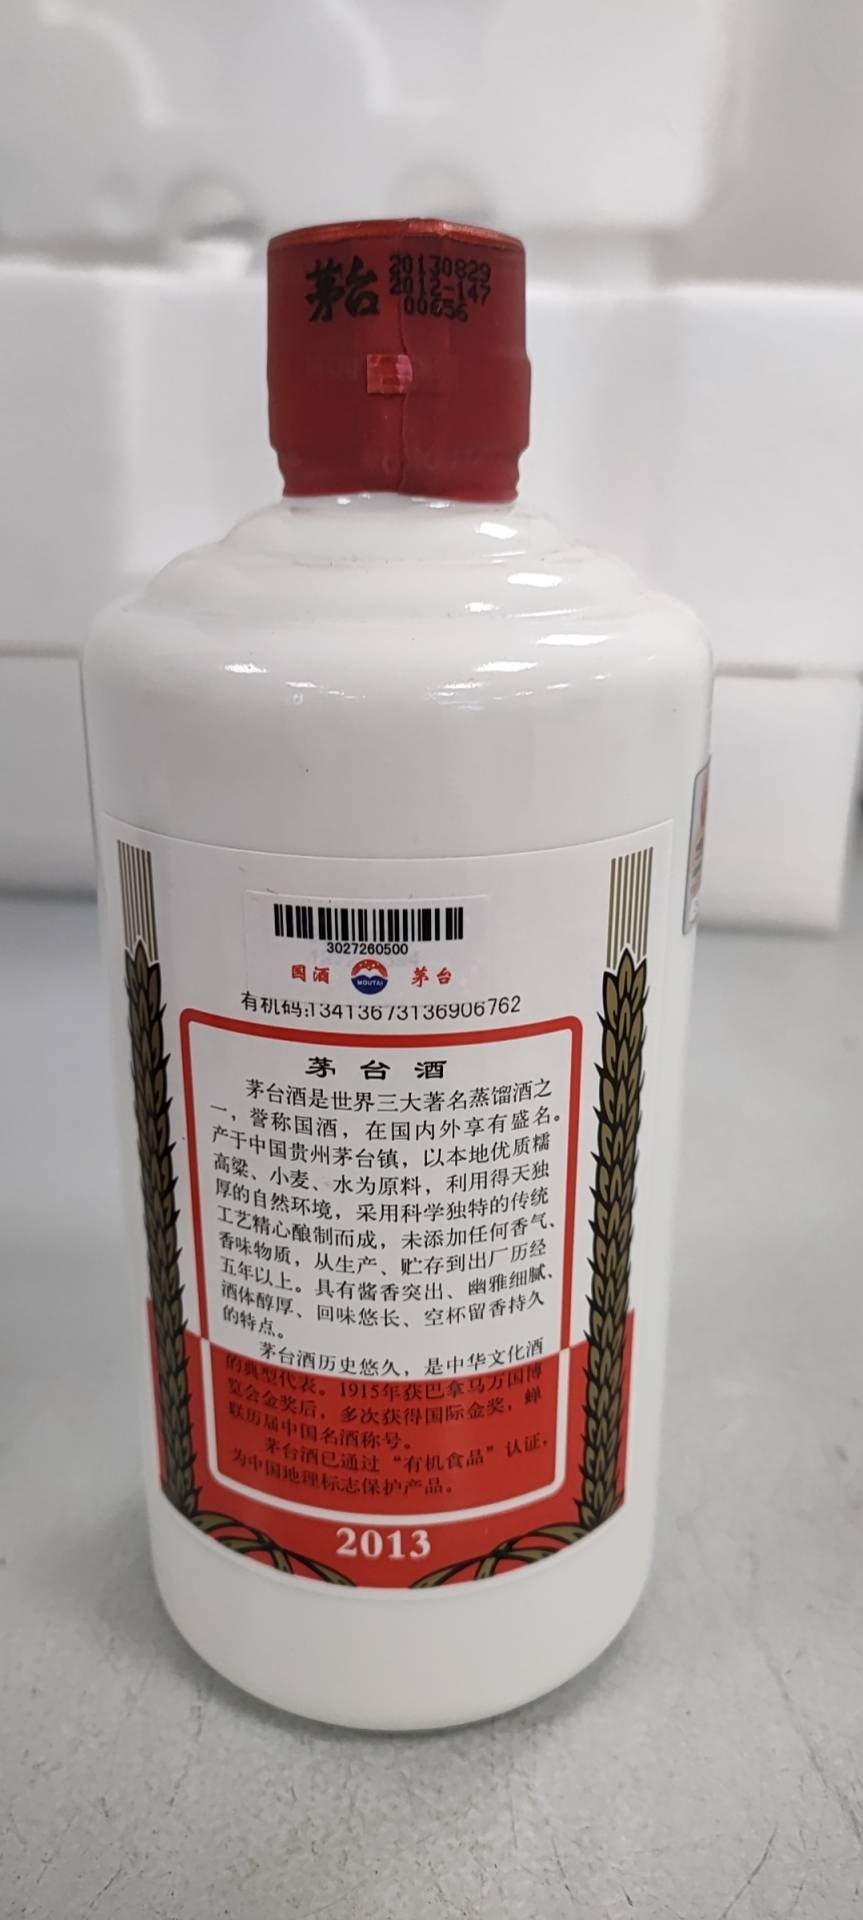 茅台
20130829
2012-147
00656
3027260500
国酒
MOUTAI
茅台
有机码:13413673136906762
茅台酒
茅台酒是世界三大著名蒸馏酒之
一，誉称国酒，在国内外享有盛名。
产于中国贵州茅台镇，以本地优质糯
高粱、小麦、水为原料，利用得天独
厚的自然环境，采用科学独特的传统
工艺精心酿制而成，未添加任何香气、
香味物质，从生产、贮存到出厂历经
五年以上。具有酱香突出、幽雅细腻、
酒体醇厚、回味悠长、空杯留香持久
的特点。
茅台酒历史悠久，是中华文化酒
的典型代表。1915年获巴拿马万国博
览会金奖后，多次获得国际金奖，蝉
联历届中国名酒称号。
茅台酒已通过“有机食品”认证，
为中国地理标志保护产品。
2013